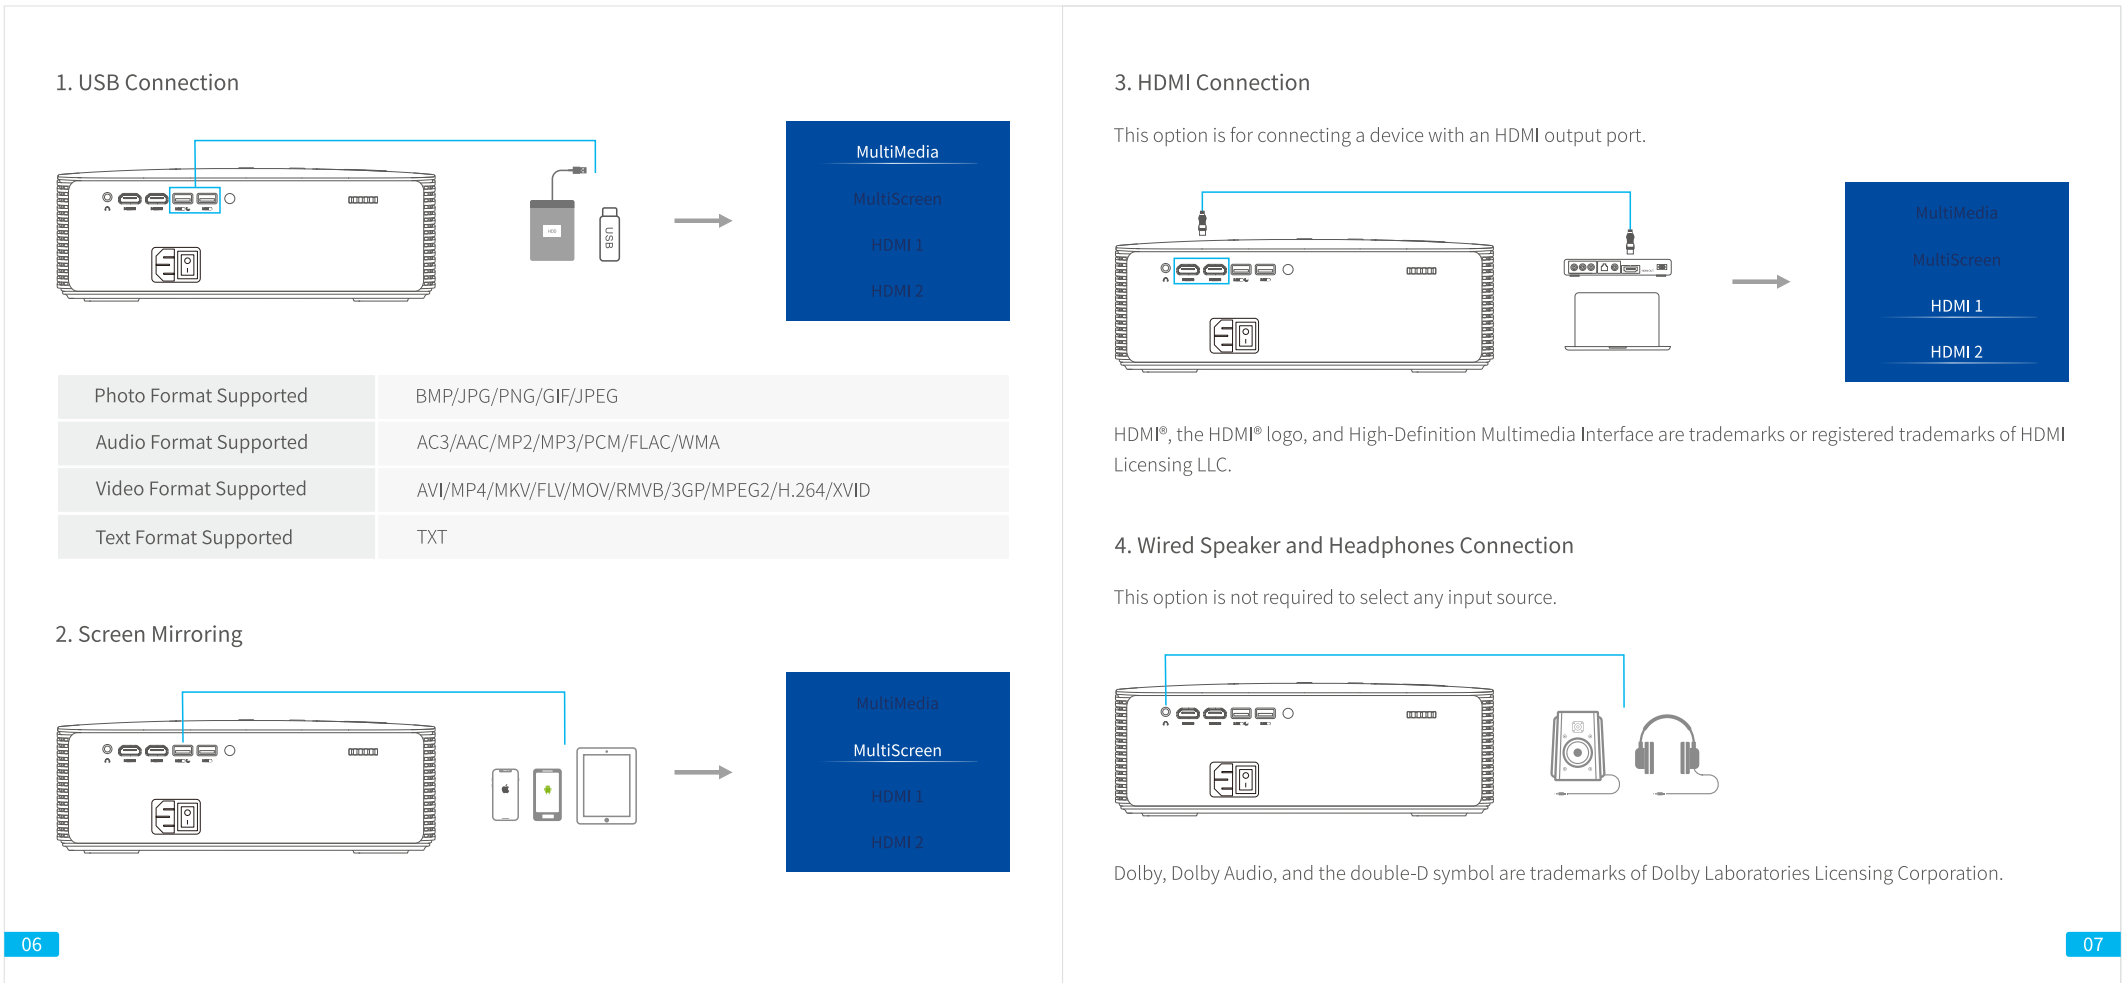 1. USB Connection
HDD
USB
MultiMedia
MultiScreen
HDMI 1
HDMI 2
Photo Format Supported BMP/JPG/PNG/GIF/JPEG
Audio Format Supported AC3/AAC/MP2/MP3/PCM/FLAC/WMA
Video Format Supported AVI/MP4/MKV/FLV/MOV/RMVB/3GP/MPEG2/H.264/XVID
Text Format Supported TXT
2. Screen Mirroring
MultiMedia
MultiScreen
HDMI 1
HDMI 2
06
3. HDMI Connection
This option is for connecting a device with an HDMI output port.
MultiMedia
MultiScreen
HDMI 1
HDMI 2
HDMI®, the HDMI® logo, and High-Definition Multimedia Interface are trademarks or registered trademarks of HDMI
Licensing LLC.
4. Wired Speaker and Headphones Connection
This option is not required to select any input source.
Dolby, Dolby Audio, and the double-D symbol are trademarks of Dolby Laboratories Licensing Corporation.
07